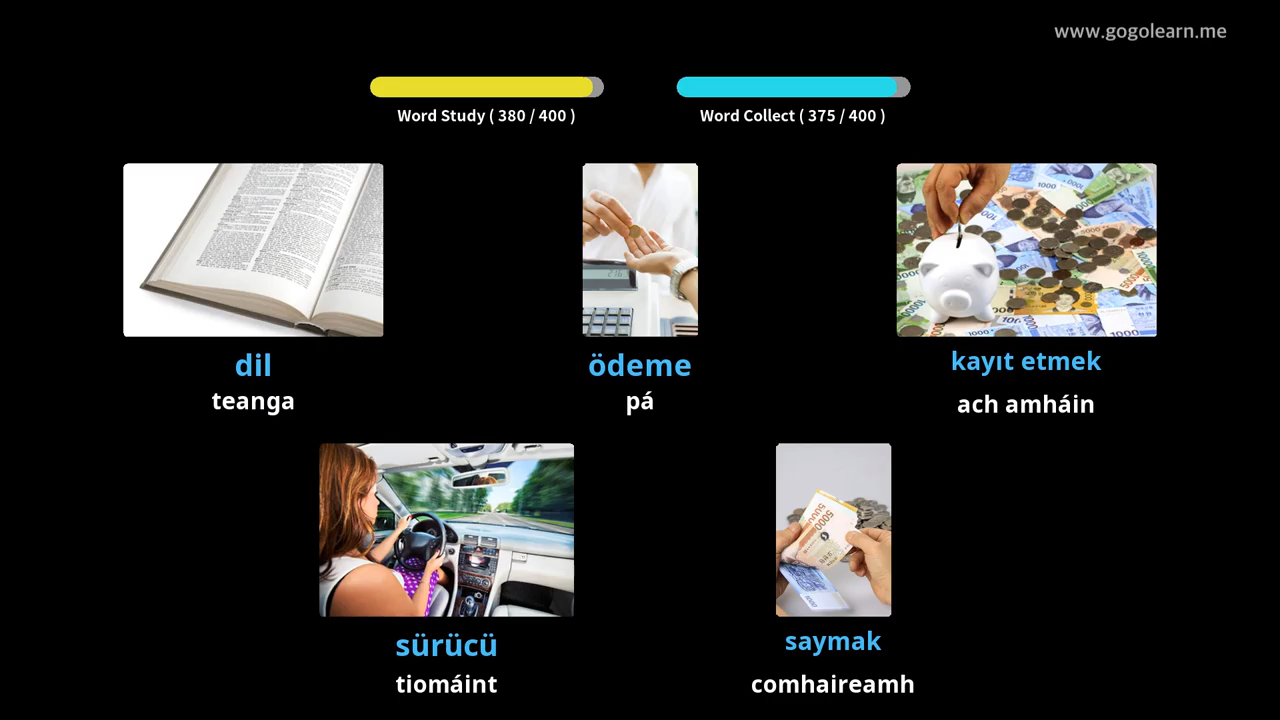 www.gogolearn.me
Word Study ( 380 / 400 )
Word Collect ( 375 / 400 )
dil
teanga
ödeme
pá
kayıt etmek
ach amháin
sürücü
tiomáint
saymak
comhaireamh